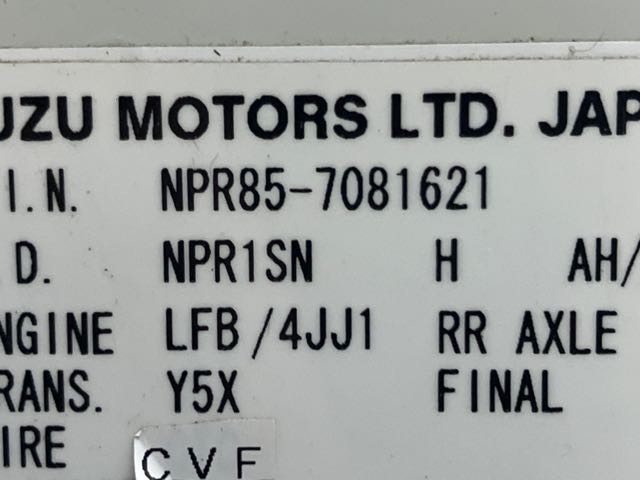 UZU MOTORS LTD. JAP
I.N. NPR85-7081621
.D. NPR1SN H AH/
NGINE LFB/4JJ1 RR AXLE
RANS. Y5X FINAL
IRE CVF